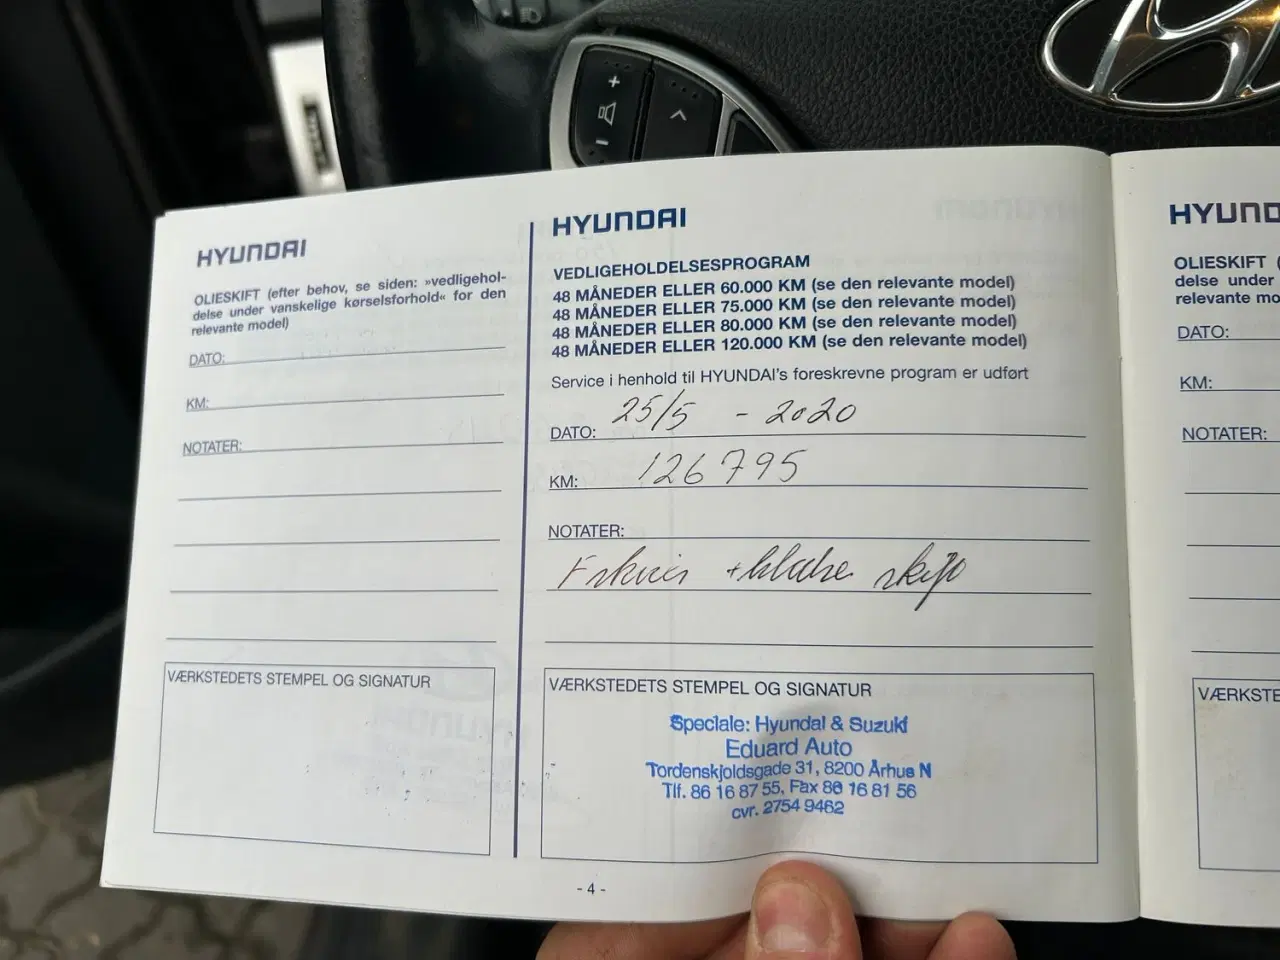 HYUNDAI
OLIESKIFT (efter behov, se siden: »vedligehol-
delse under vanskelige kørselsforhold« for den
relevante model)
DATO:
KM:
NOTATER:
VÆRKSTEDETS STEMPEL OG SIGNATUR
HYUNDAI
VEDLIGEHOLDELSESPROGRAM
48 MÅNEDER ELLER 60.000 KM (se den relevante model)
48 MÅNEDER ELLER 75.000 KM (se den relevante model)
48 MÅNEDER ELLER 80.000 KM (se den relevante model)
48 MÅNEDER ELLER 120.000 KM (se den relevante model)
Service i henhold til HYUNDAI's foreskrevne program er udført
DATO: 25/5 - 2020
KM: 126795
NOTATER:
VÆRKSTEDETS STEMPEL OG SIGNATUR
Speciale: Hyundai & Suzuki
Eduard Auto
Tordenskjoldsgade 31, 8200 Århus N
Tlf. 86 16 87 55, Fax 86 16 81 56
cvr. 2754 9462
- 4 -
HYUND
OLIESKIFT (
delse under
relevante mo
DATO:
KM:
NOTATER:
VÆRKSTE